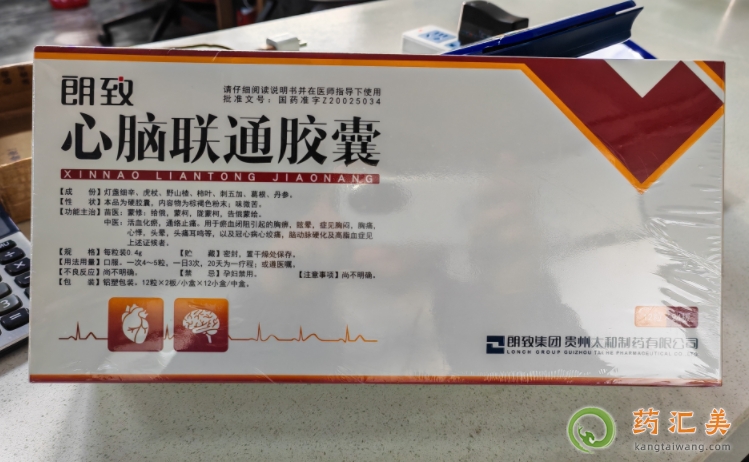 朗致
请仔细阅读说明书并在医师指导下使用
批准文号：国药准字Z20025034
心脑联通胶囊
XINNAO LIANTONG JIAONANG
【成　份】灯盏细辛、虎杖、野山楂、柿叶、刺五加、葛根、丹参。
【性　状】本品为硬胶囊，内容物为棕褐色粉末；味微苦。
【功能主治】苗医：蒙修：给俄，蒙柯，陇蒙柯，告俄蒙给。
中医：活血化瘀，通络止痛。用于瘀血闭阻引起的胸痹，眩晕，症见胸闷，胸痛，
心悸，头晕，头痛耳鸣等，以及冠心病心绞痛，脑动脉硬化及高脂血症见
上述证候者。
【规　格】每粒装0.4g　【贮　藏】密封，置干燥处保存。
【用法用量】口服。一次4～5粒，一日3次，20天为一疗程；或遵医嘱。
【不良反应】尚不明确。　【禁　忌】孕妇禁用。　【注意事项】尚不明确。
【包　装】铝塑包装。12粒×2板/小盒×12小盒/中盒。
朗致集团 贵州太和制药有限公司
LONCH GROUP GUIZHOU TAI HE PHARMACEUTICAL CO.,LTD
药汇美
kangtaiwang.com